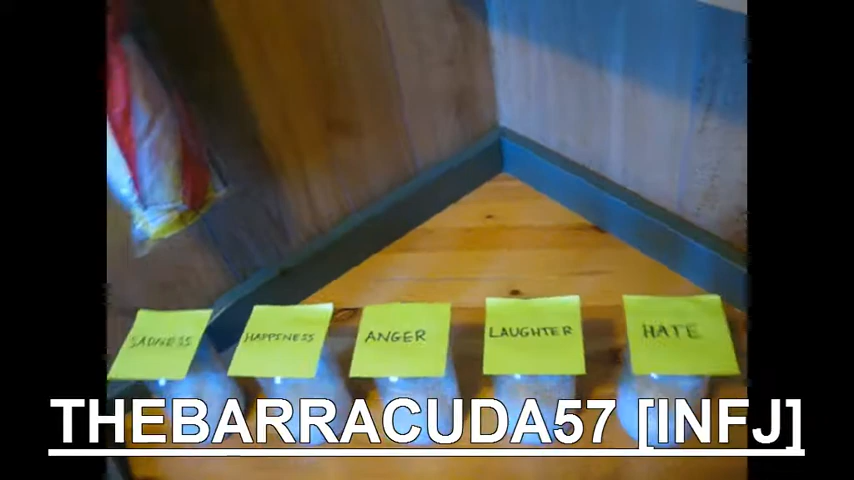 SADNESS
HAPPINESS
ANGER
LAUGHTER
HATE
THEBARRACUDA57 [INFJ]